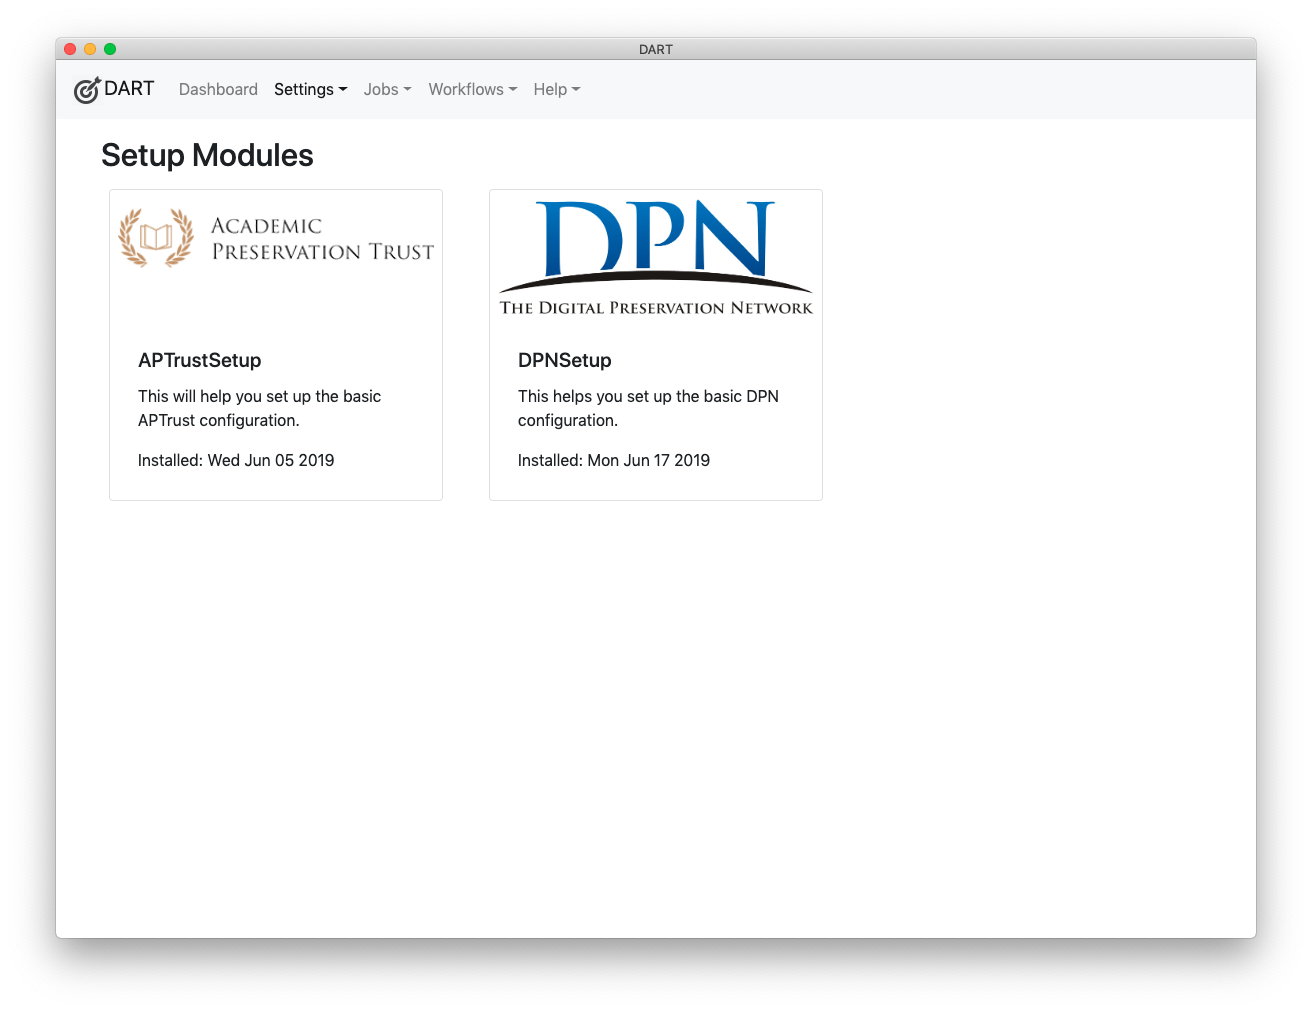 DART
DART Dashboard Settings Jobs Workflows Help
Setup Modules
ACADEMIC
PRESERVATION TRUST
APTrustSetup
This will help you set up the basic
APTrust configuration.
Installed: Wed Jun 05 2019
DPN
THE DIGITAL PRESERVATION NETWORK
DPNSetup
This helps you set up the basic DPN
configuration.
Installed: Mon Jun 17 2019